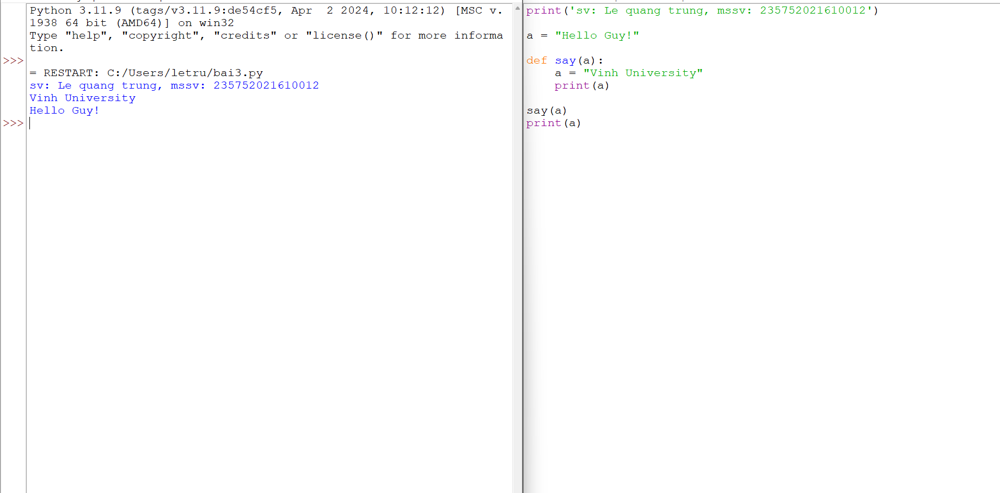 Python 3.11.9 (tags/v3.11.9:de54cf5, Apr  2 2024, 10:12:12) [MSC v.
1938 64 bit (AMD64)] on win32
Type "help", "copyright", "credits" or "license()" for more informa
tion.
>>>
= RESTART: C:/Users/letru/bai3.py
sv: Le quang trung, mssv: 235752021610012
Vinh University
Hello Guy!
>>>
print('sv: Le quang trung, mssv: 235752021610012')
a = "Hello Guy!"
def say(a):
    a = "Vinh University"
    print(a)
say(a)
print(a)